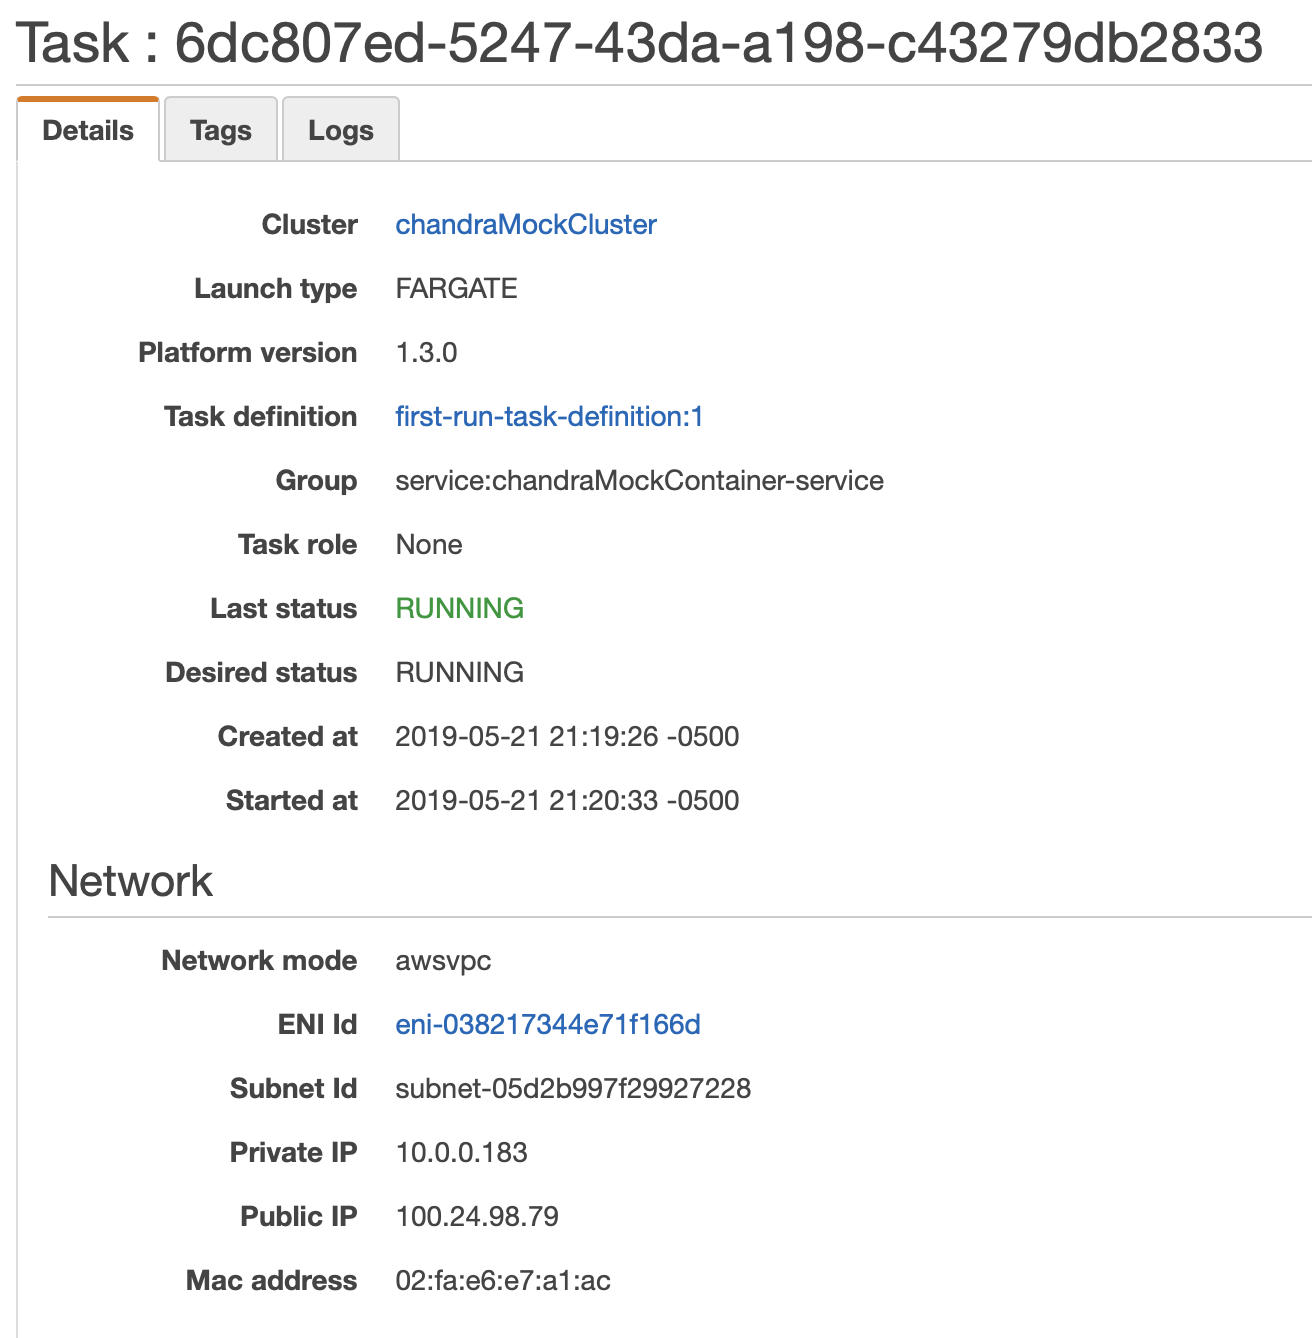 Task : 6dc807ed-5247-43da-a198-c43279db2833
Details Tags Logs
Cluster chandraMockCluster
Launch type FARGATE
Platform version 1.3.0
Task definition first-run-task-definition:1
Group service:chandraMockContainer-service
Task role None
Last status RUNNING
Desired status RUNNING
Created at 2019-05-21 21:19:26 -0500
Started at 2019-05-21 21:20:33 -0500
Network
Network mode awsvpc
ENI Id eni-038217344e71f166d
Subnet Id subnet-05d2b997f29927228
Private IP 10.0.0.183
Public IP 100.24.98.79
Mac address 02:fa:e6:e7:a1:ac